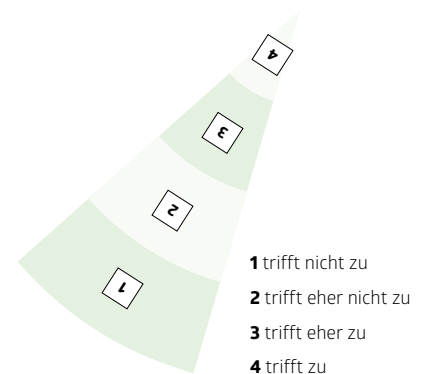 4
3
2
1
1 trifft nicht zu
2 trifft eher nicht zu
3 trifft eher zu
4 trifft zu